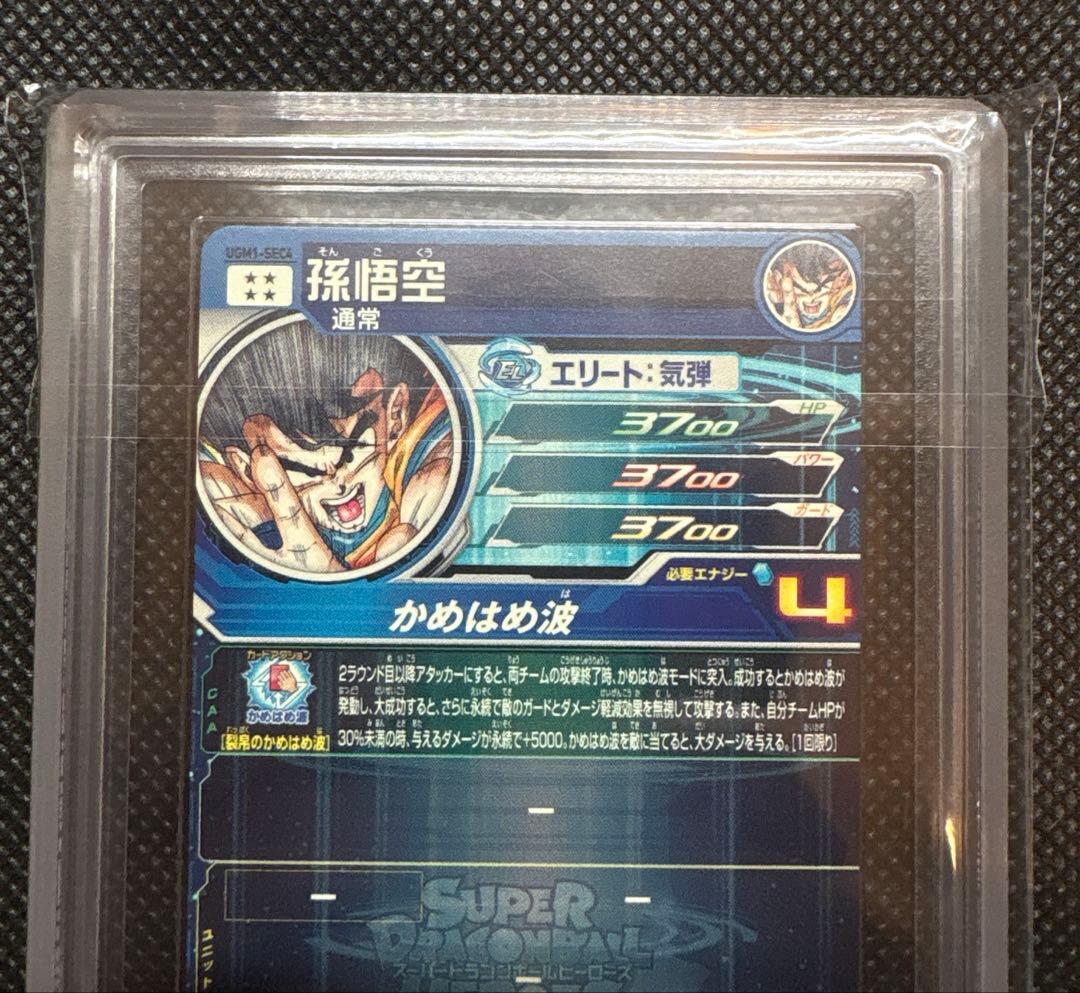 UGM1-SEC4
そん ご くう
孫悟空
通常
EL
エリート：気弾
HP
3700
パワー
3700
ガード
3700
必要エナジー
4
は
かめはめ波
カードアクション
CAA
かめはめ波
[裂帛のかめはめ波]
2ラウンド目以降アタッカーにすると、両チームの攻撃終了時、かめはめ波モードに突入。成功するとかめはめ波が
発動し、大成功すると、さらに永続で敵のガードとダメージ軽減効果を無視して攻撃する。また、自分チームHPが
30%未満の時、与えるダメージが永続で+5000。かめはめ波を敵に当てると、大ダメージを与える。[1回限り]
ー
ー ー
ユニット
SUPER
DRAGONBALL
スーパードラゴンボールヒーローズ
ー
HEROES